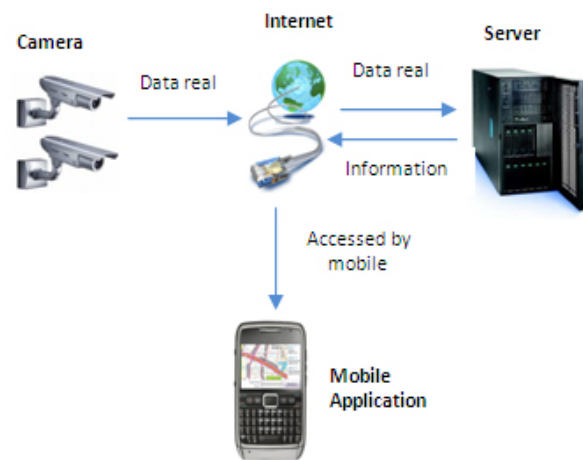 Camera
Internet
Server
Data real
Data real
Information
Accessed by
mobile
Mobile
Application